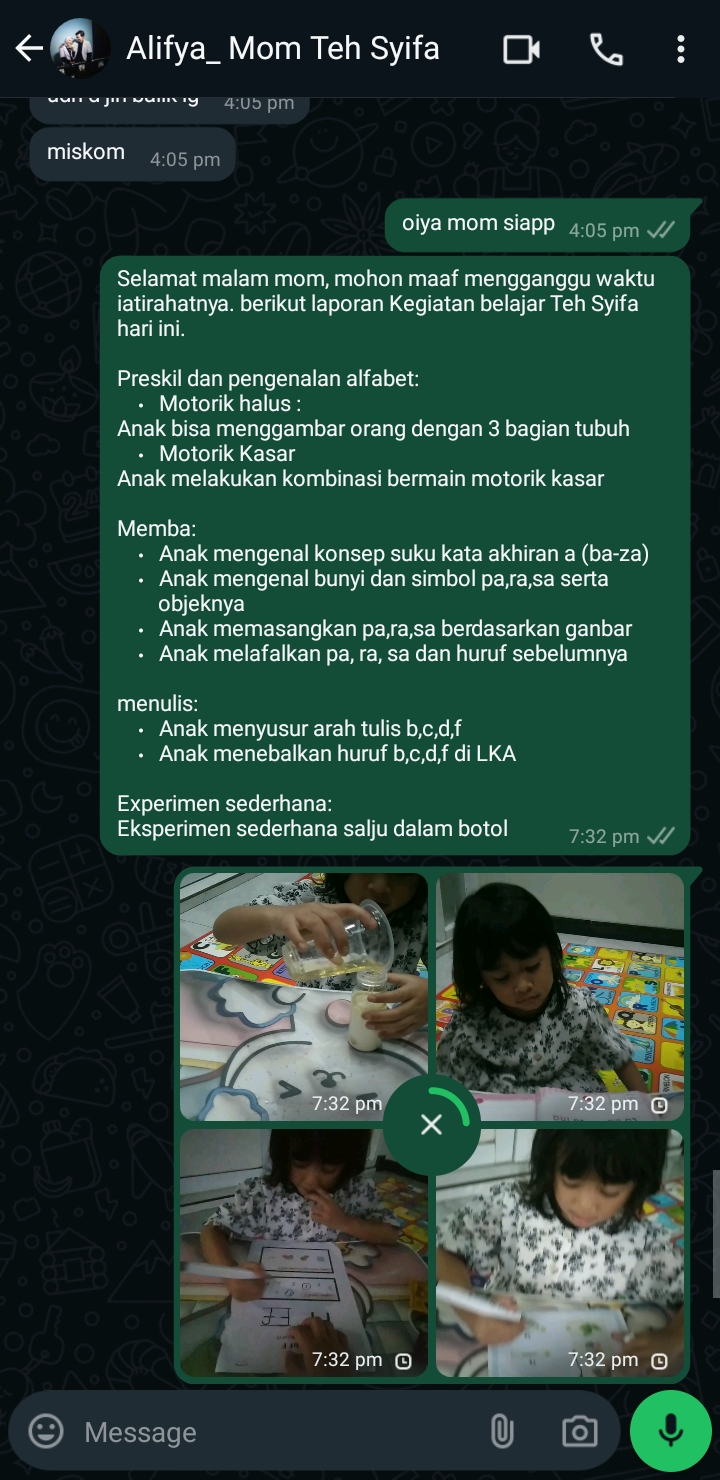 Alifya_ Mom Teh Syifa
4:05 pm
miskom 4:05 pm
oiya mom siapp 4:05 pm
Selamat malam mom, mohon maaf mengganggu waktu
iatirahatnya. berikut laporan Kegiatan belajar Teh Syifa
hari ini.
Preskil dan pengenalan alfabet:
• Motorik halus :
Anak bisa menggambar orang dengan 3 bagian tubuh
• Motorik Kasar
Anak melakukan kombinasi bermain motorik kasar
Memba:
• Anak mengenal konsep suku kata akhiran a (ba-za)
• Anak mengenal bunyi dan simbol pa,ra,sa serta
objeknya
• Anak memasangkan pa,ra,sa berdasarkan ganbar
• Anak melafalkan pa, ra, sa dan huruf sebelumnya
menulis:
• Anak menyusur arah tulis b,c,d,f
• Anak menebalkan huruf b,c,d,f di LKA
Experimen sederhana:
Eksperimen sederhana salju dalam botol 7:32 pm
7:32 pm
7:32 pm
7:32 pm
7:32 pm
Message